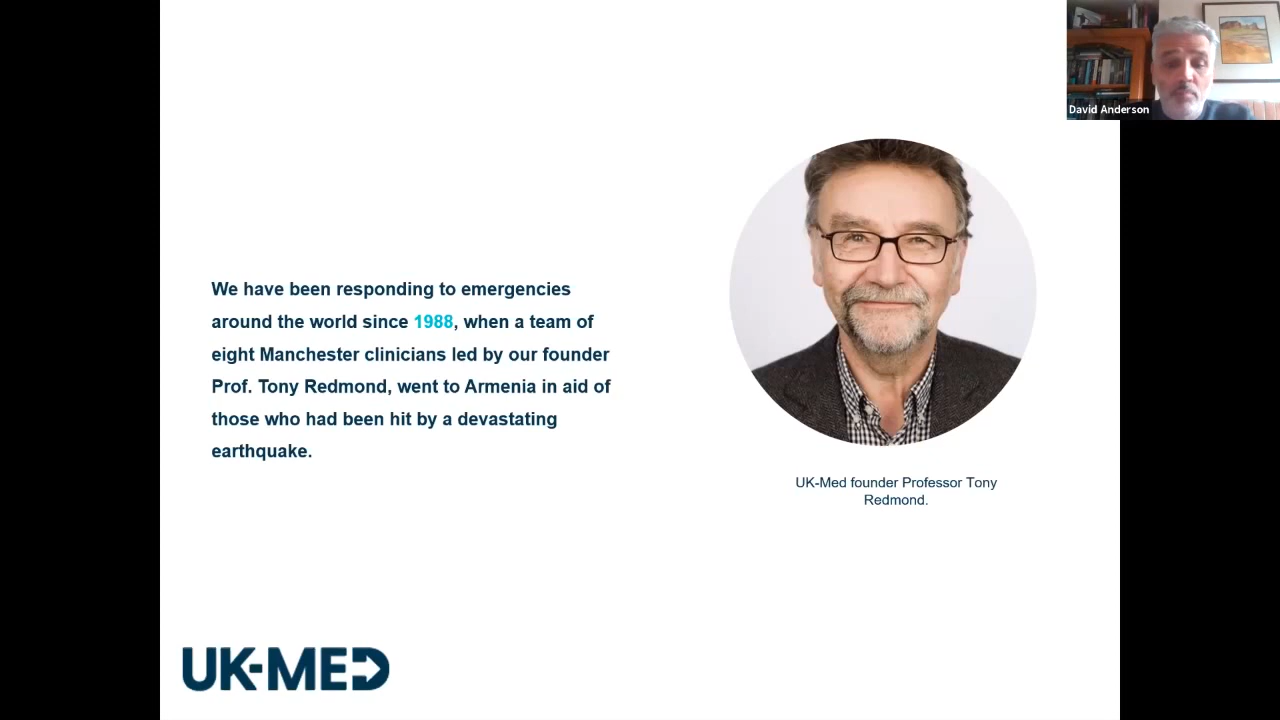 David Anderson
We have been responding to emergencies
around the world since 1988, when a team of
eight Manchester clinicians led by our founder
Prof. Tony Redmond, went to Armenia in aid of
those who had been hit by a devastating
earthquake.
UK-Med founder Professor Tony
Redmond.
UK-MED